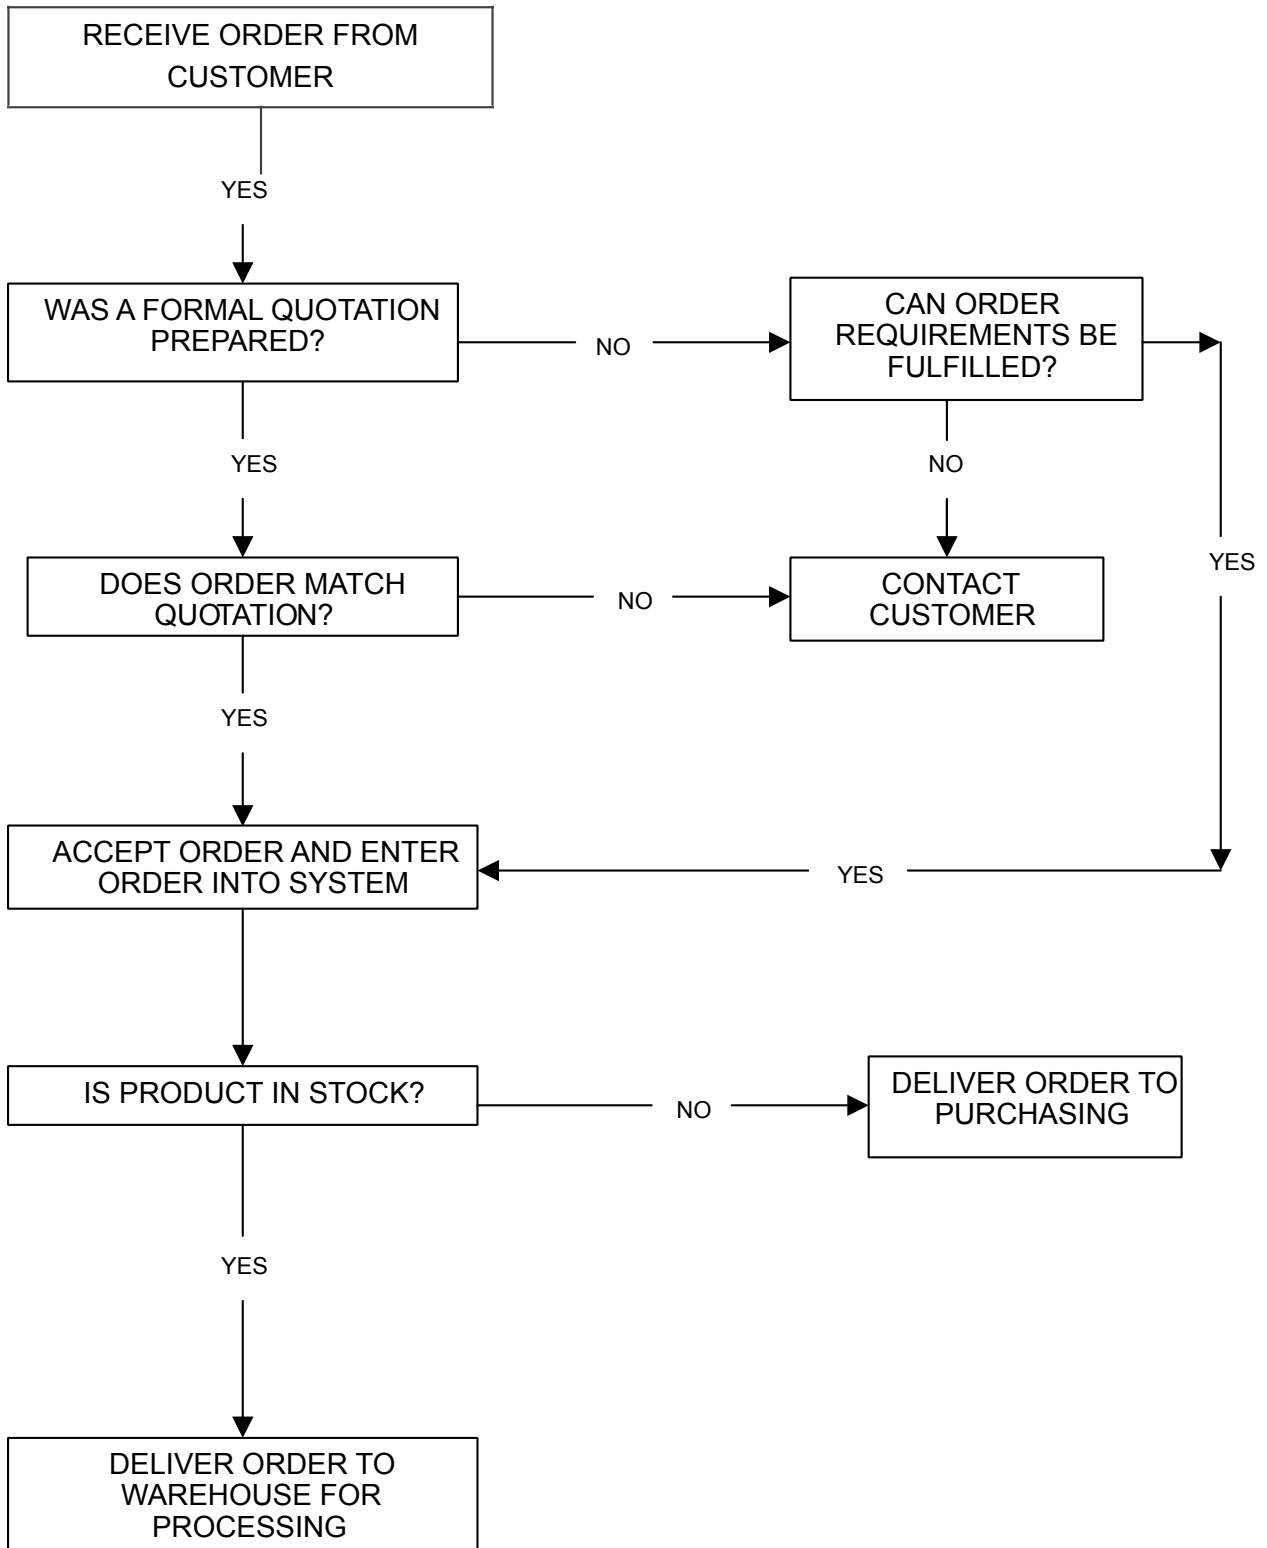 RECEIVE ORDER FROM
CUSTOMER
YES
WAS A FORMAL QUOTATION
PREPARED?
NO
CAN ORDER
REQUIREMENTS BE
FULFILLED?
YES
NO
YES
DOES ORDER MATCH
QUOTATION?
NO
CONTACT
CUSTOMER
YES
ACCEPT ORDER AND ENTER
ORDER INTO SYSTEM
YES
IS PRODUCT IN STOCK?
NO
DELIVER ORDER TO
PURCHASING
YES
DELIVER ORDER TO
WAREHOUSE FOR
PROCESSING